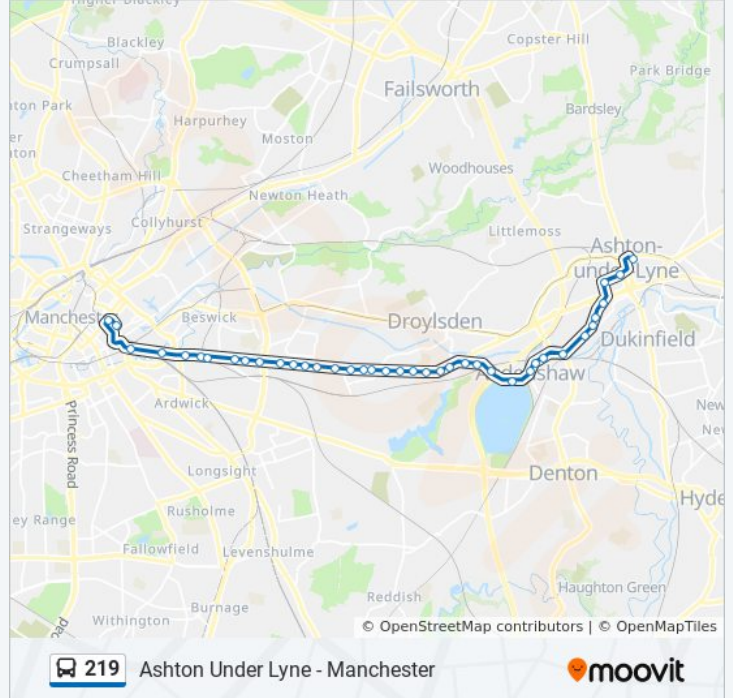 Higher Blackley
Blackley
Copster Hill
Crumpsall
Park Bridge
Failsworth
Bardsley
Harpurhey
Moston
Woodhouses
Cheetham Hill
Newton Heath
Collyhurst
Littlemoss
Strangeways
Ashton-
under-Lyne
Manchester
Beswick
Droylsden
Dukinfield
Audenshaw
Ardwick
Princess Road
Longsight
Denton
Rusholme
Fallowfield
Levenshulme
Reddish
Haughton Green
Burnage
Withington
© OpenStreetMap contributors | © OpenMapTiles
219 Ashton Under Lyne - Manchester
moovit